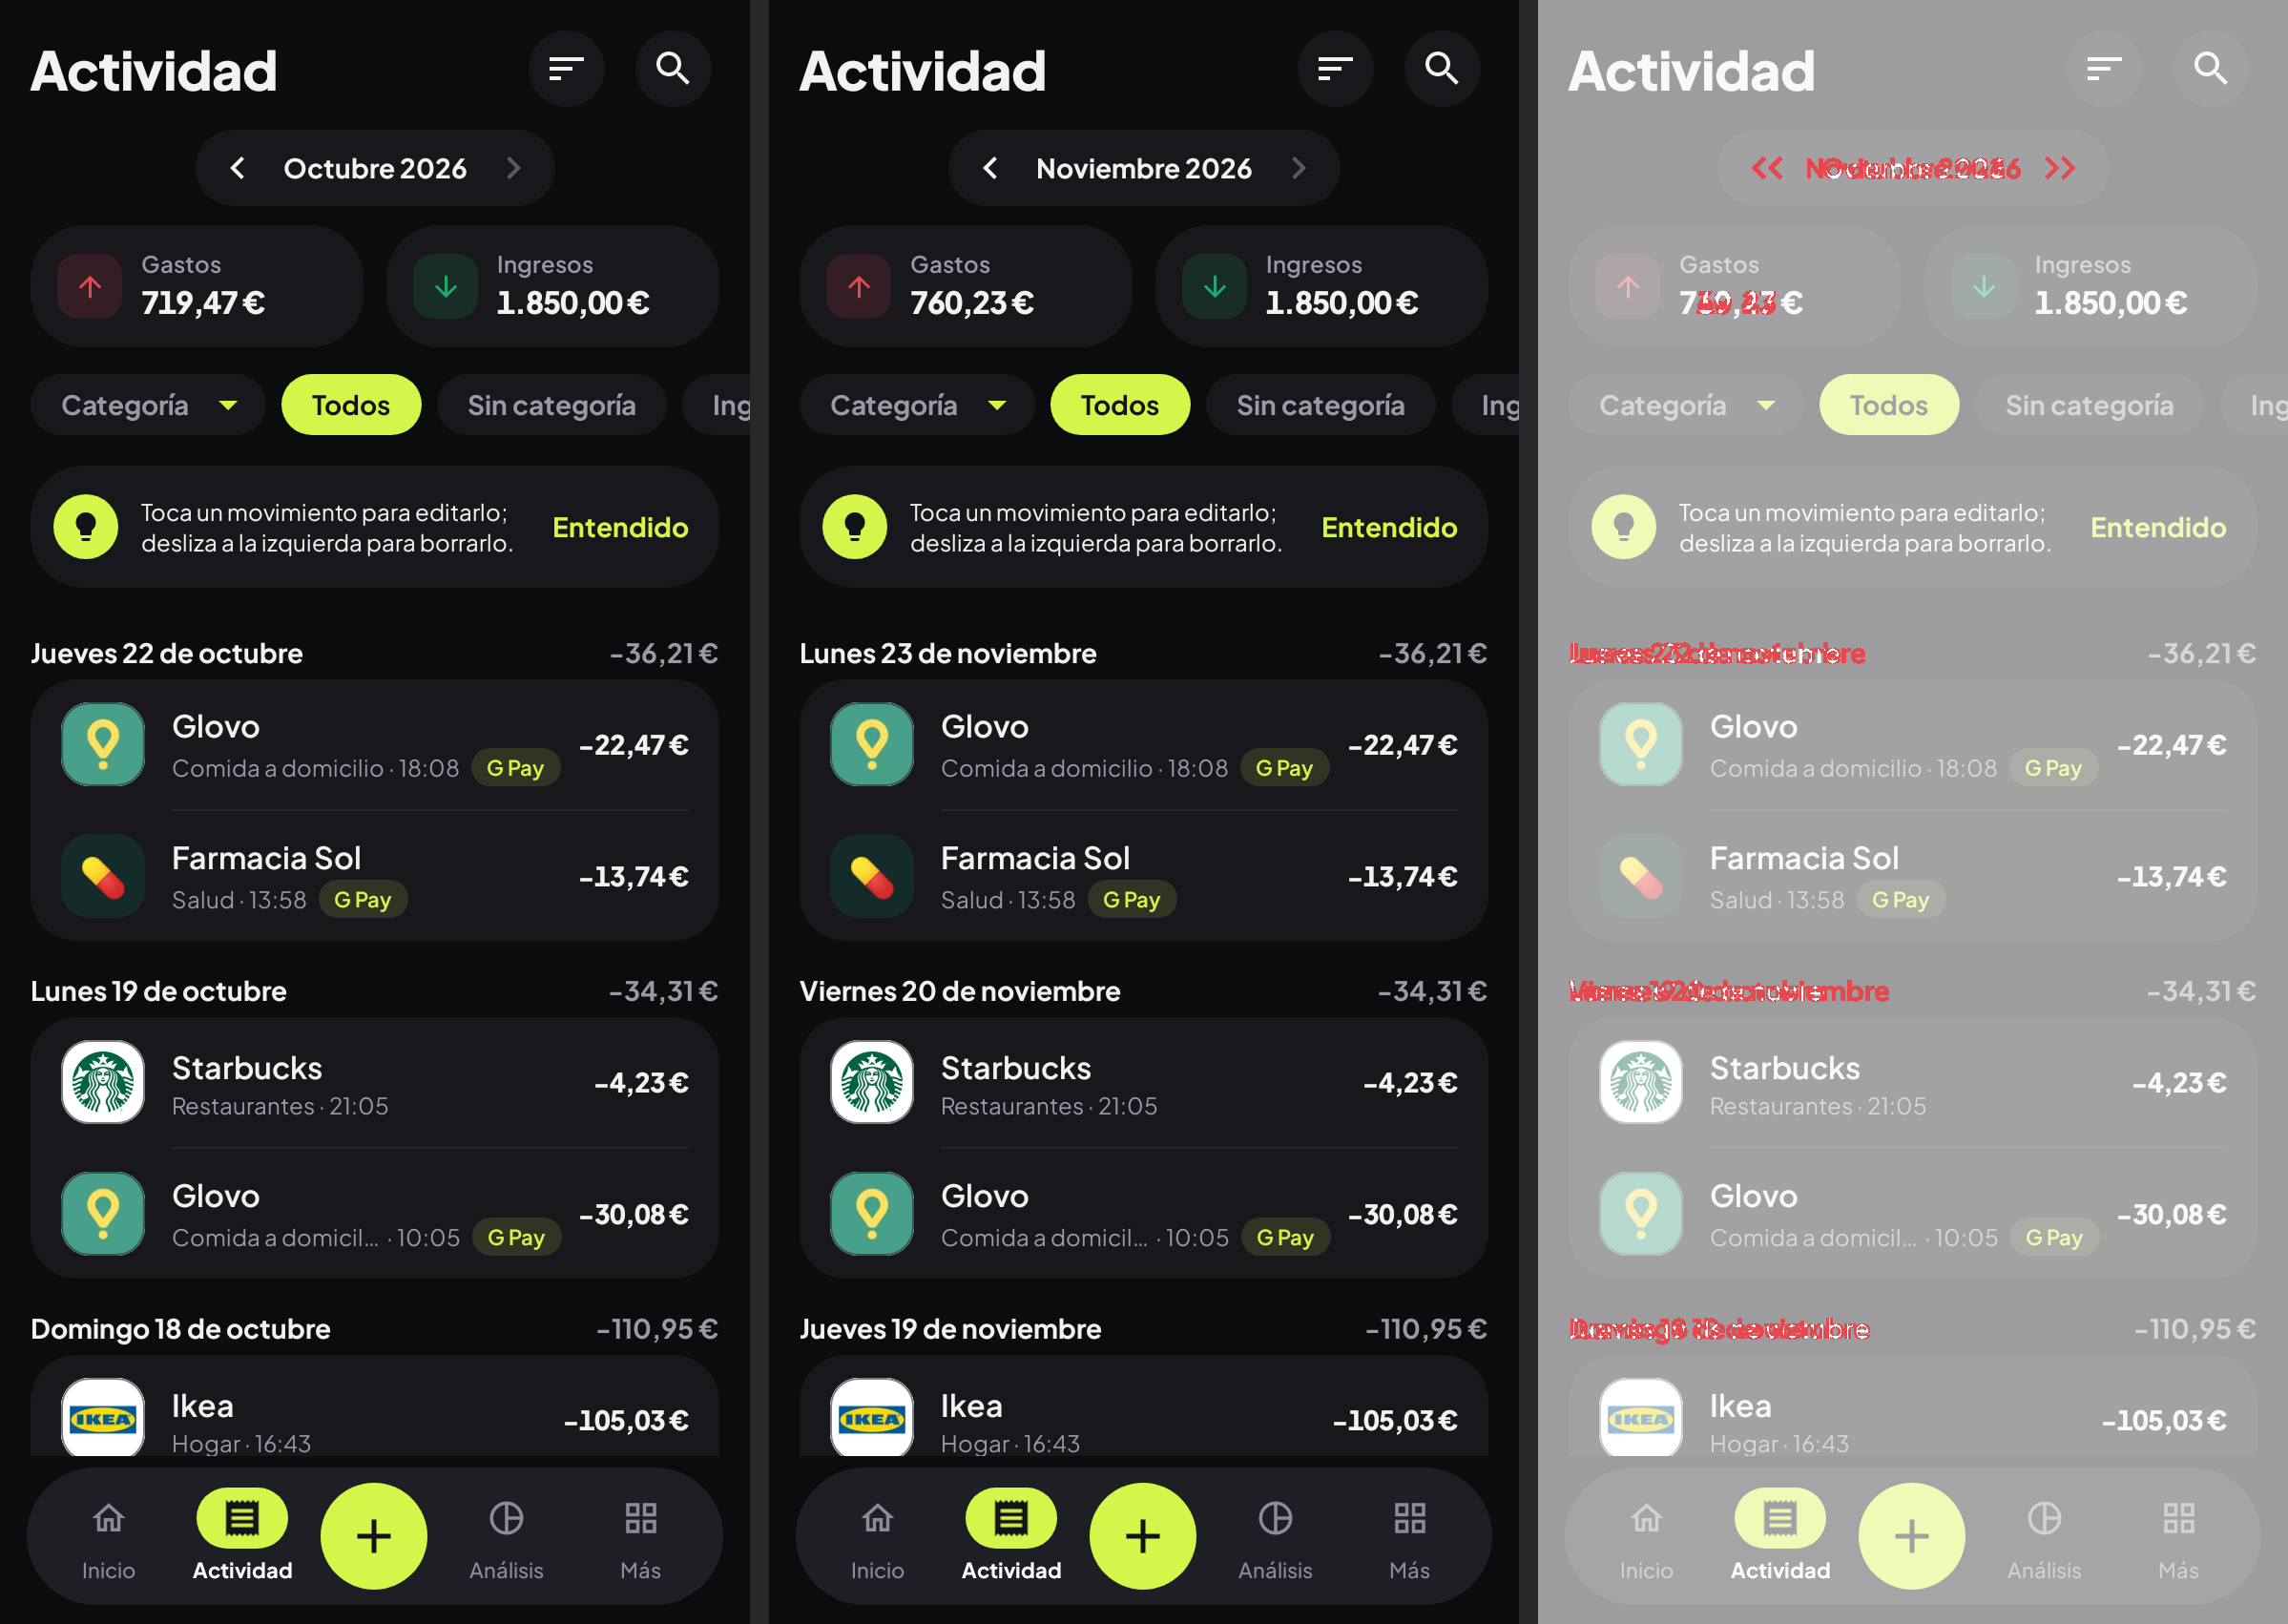 Actividad
Octubre 2026
Gastos
719,47 €
Ingresos
1.850,00 €
Categoría
Todos
Sin categoría
Ing
Toca un movimiento para editarlo;
desliza a la izquierda para borrarlo.
Entendido
Jueves 22 de octubre
-36,21 €
Glovo
Comida a domicilio · 18:08
G Pay
-22,47 €
Farmacia Sol
Salud · 13:58
G Pay
-13,74 €
Lunes 19 de octubre
-34,31 €
Starbucks
Restaurantes · 21:05
-4,23 €
Glovo
Comida a domicil... · 10:05
G Pay
-30,08 €
Domingo 18 de octubre
-110,95 €
IKEA
Ikea
Hogar · 16:43
-105,03 €
Inicio
Actividad
Análisis
Más
Actividad
Noviembre 2026
Gastos
760,23 €
Ingresos
1.850,00 €
Categoría
Todos
Sin categoría
Ing
Toca un movimiento para editarlo;
desliza a la izquierda para borrarlo.
Entendido
Lunes 23 de noviembre
-36,21 €
Glovo
Comida a domicilio · 18:08
G Pay
-22,47 €
Farmacia Sol
Salud · 13:58
G Pay
-13,74 €
Viernes 20 de noviembre
-34,31 €
Starbucks
Restaurantes · 21:05
-4,23 €
Glovo
Comida a domicil... · 10:05
G Pay
-30,08 €
Jueves 19 de noviembre
-110,95 €
IKEA
Ikea
Hogar · 16:43
-105,03 €
Inicio
Actividad
Análisis
Más
Actividad
Gastos
Ingresos
1.850,00 €
Categoría
Todos
Sin categoría
Ing
Toca un movimiento para editarlo;
desliza a la izquierda para borrarlo.
Entendido
-36,21 €
Glovo
Comida a domicilio · 18:08
G Pay
-22,47 €
Farmacia Sol
Salud · 13:58
G Pay
-13,74 €
-34,31 €
Starbucks
Restaurantes · 21:05
-4,23 €
Glovo
Comida a domicil... · 10:05
G Pay
-30,08 €
-110,95 €
IKEA
Ikea
Hogar · 16:43
-105,03 €
Inicio
Actividad
Análisis
Más